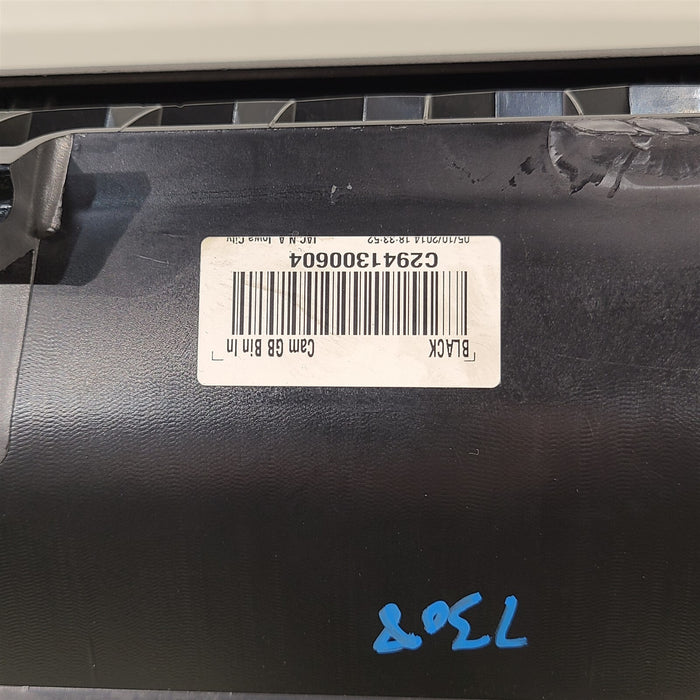 BLACK Cam GB Bin In
C2941300604
05/10/2014 18:33:52 IAC N.A. Iowa City
7308